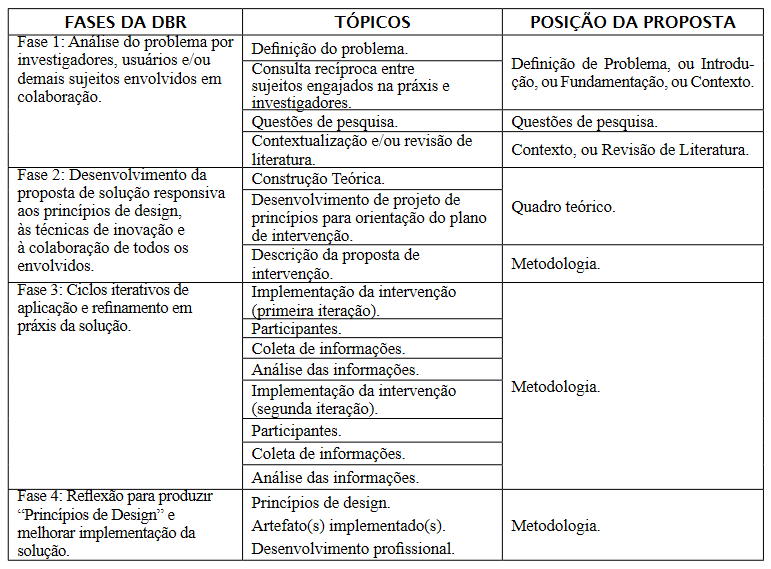 FASES DA DBR
TÓPICOS
POSIÇÃO DA PROPOSTA
Fase 1: Análise do problema por
investigadores, usuários e/ou
demais sujeitos envolvidos em
colaboração.
Definição do problema.
Consulta recíproca entre
sujeitos engajados na práxis e
investigadores.
Definição de Problema, ou Introdu-
ção, ou Fundamentação, ou Contexto.
Questões de pesquisa.
Questões de pesquisa.
Contextualização e/ou revisão de
literatura.
Contexto, ou Revisão de Literatura.
Fase 2: Desenvolvimento da
proposta de solução responsiva
aos princípios de design,
às técnicas de inovação e
à colaboração de todos os
envolvidos.
Construção Teórica.
Desenvolvimento de projeto de
princípios para orientação do plano
de intervenção.
Quadro teórico.
Descrição da proposta de
intervenção.
Metodologia.
Fase 3: Ciclos iterativos de
aplicação e refinamento em
práxis da solução.
Implementação da intervenção
(primeira iteração).
Participantes.
Coleta de informações.
Análise das informações.
Implementação da intervenção
(segunda iteração).
Participantes.
Coleta de informações.
Análise das informações.
Metodologia.
Fase 4: Reflexão para produzir
“Princípios de Design” e
melhorar implementação da
solução.
Princípios de design.
Artefato(s) implementado(s).
Desenvolvimento profissional.
Metodologia.